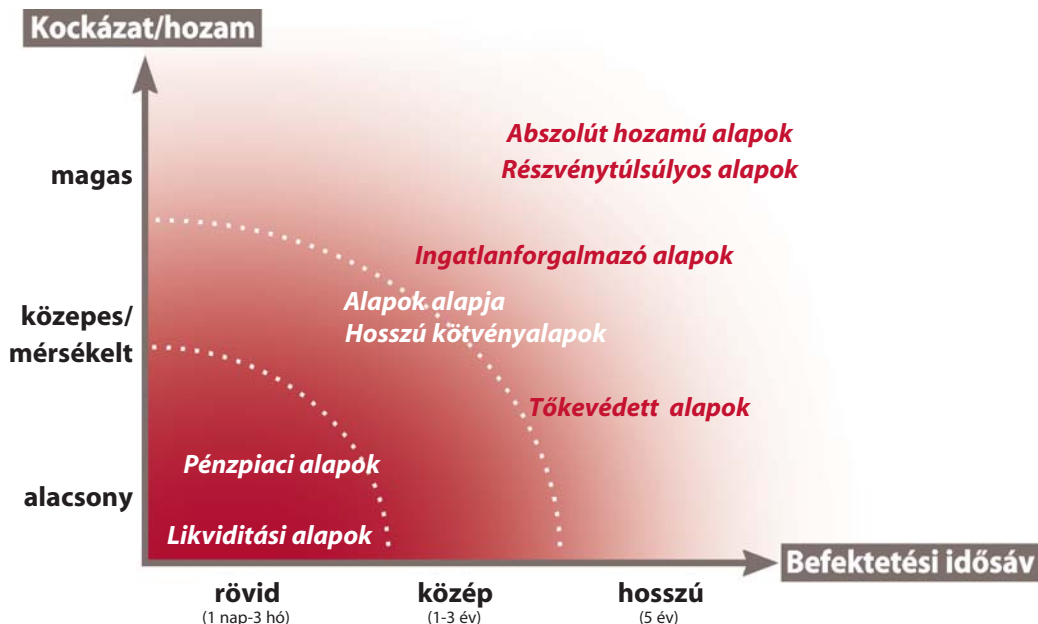 Kockázat/hozam
magas
közepes/
mérsékelt
alacsony
Abszolút hozamú alapok
Részvénytúlsúlyos alapok
Ingatlanforgalmazó alapok
Alapok alapja
Hosszú kötvényalapok
Tőkevédett alapok
Pénzpiaci alapok
Likviditási alapok
Befektetési idősáv
rövid
(1 nap-3 hó)
közép
(1-3 év)
hosszú
(5 év)